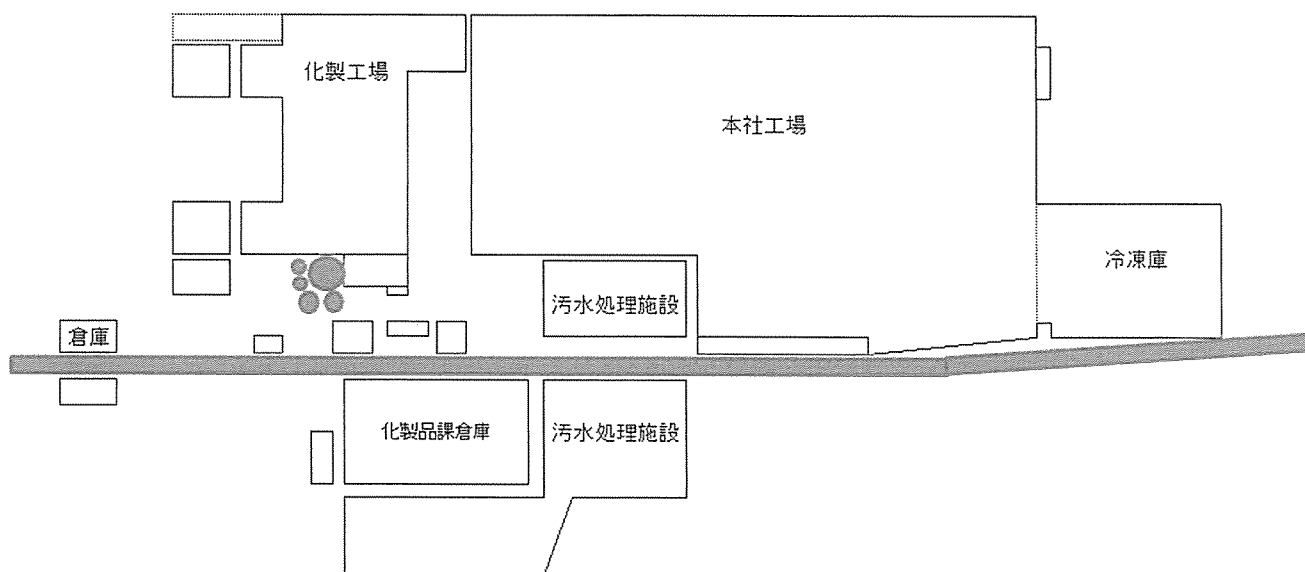 化製工場
本社工場
冷凍庫
汚水処理施設
倉庫
化製品課倉庫
汚水処理施設